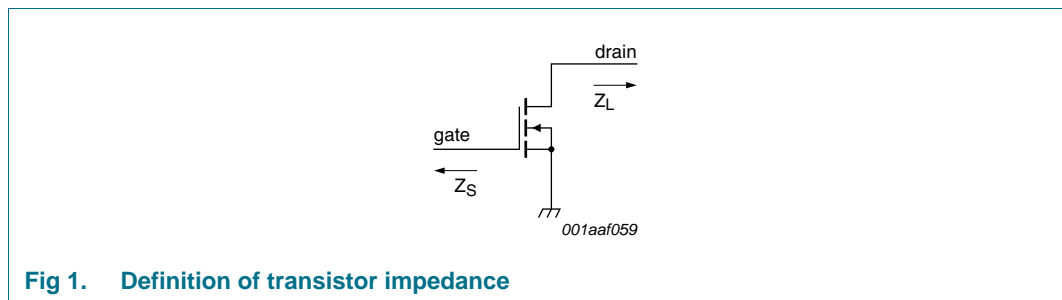 drain
Z_L
gate
Z_S
001aaf059
Fig 1. Definition of transistor impedance